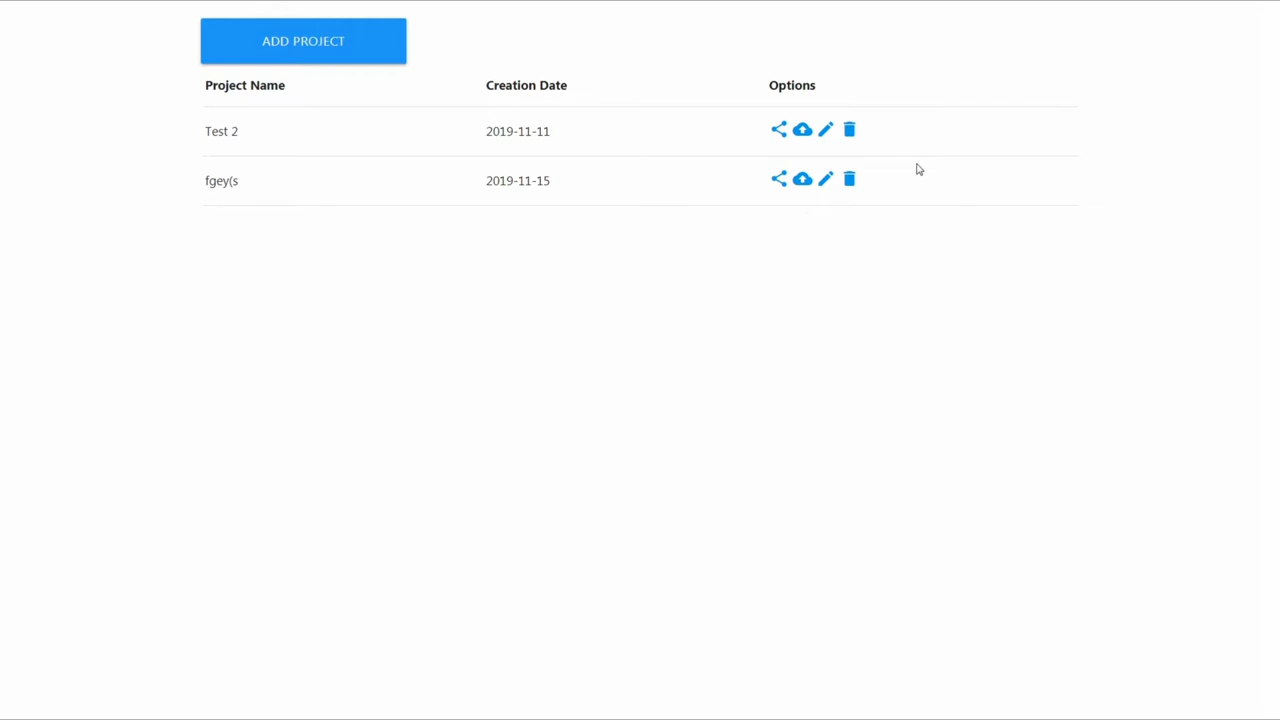 ADD PROJECT
Project Name Creation Date Options
Test 2 2019-11-11
fgey(s 2019-11-15